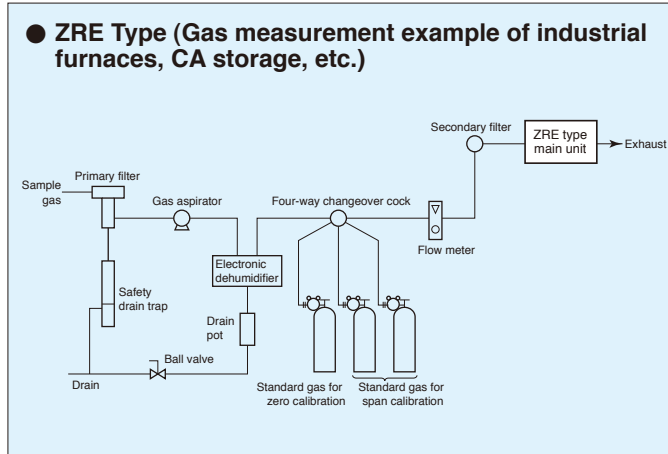 ● ZRE Type (Gas measurement example of industrial
furnaces, CA storage, etc.)
Secondary filter
ZRE type
main unit
Exhaust
Primary filter
Sample
gas
Gas aspirator
Four-way changeover cock
Flow meter
Electronic
dehumidifier
Safety
drain trap
Drain
pot
Ball valve
Drain
Standard gas for
zero calibration
Standard gas for
span calibration